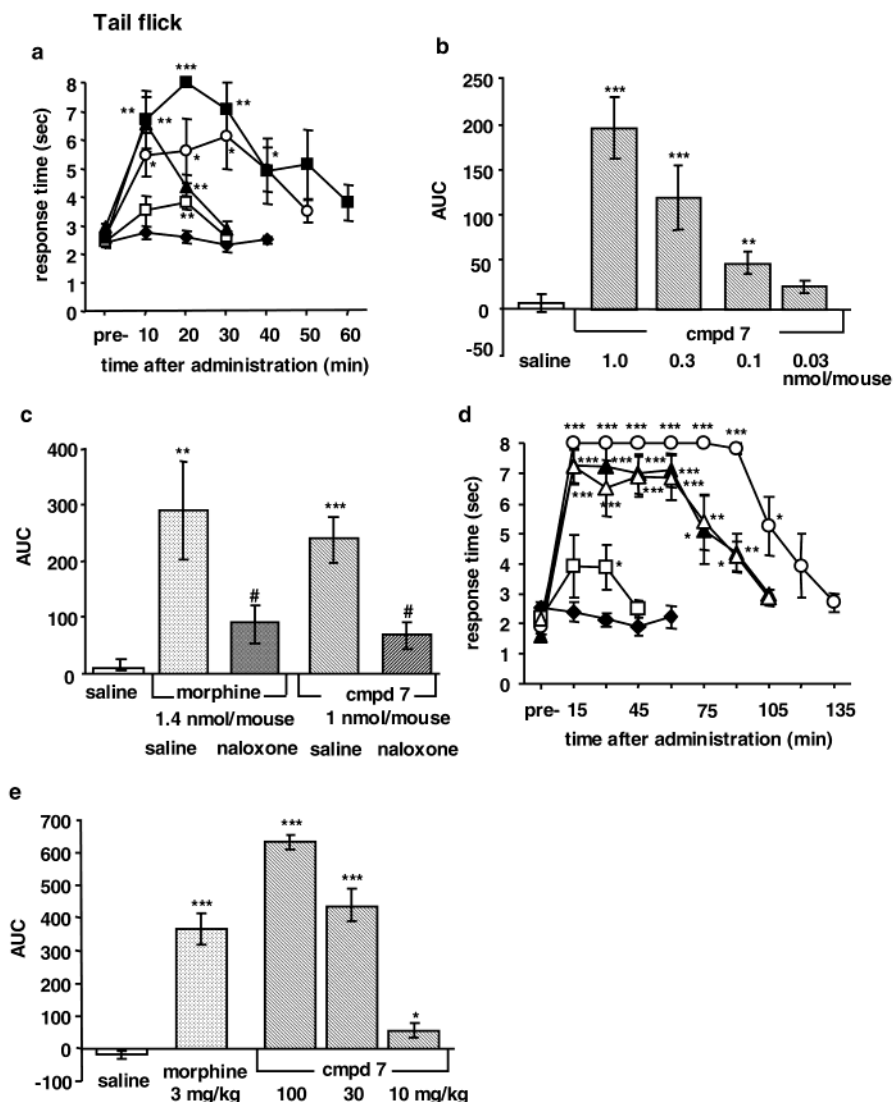 Tail flick
a
***
**
**
**
*
*
*
*
**
**
8
7
6
5
4
3
2
1
0
response time (sec)
pre- 10 20 30 40 50 60
time after administration (min)
b
250
200
150
100
50
0
-50
AUC
***
***
**
cmpd 7
saline 1.0 0.3 0.1 0.03
nmol/mouse
c
400
300
200
100
0
AUC
**
#
***
#
saline morphine cmpd 7
1.4 nmol/mouse 1 nmol/mouse
saline naloxone saline naloxone
d
*** *** *** *** *** ***
*** *** *** ***
*** *** *** ***
*
**
*
*
**
*
8
7
6
5
4
3
2
1
0
response time (sec)
pre- 15 45 75 105 135
time after administration (min)
e
700
600
500
400
300
200
100
0
-100
AUC
***
***
***
*
saline morphine cmpd 7
3 mg/kg 100 30 10 mg/kg